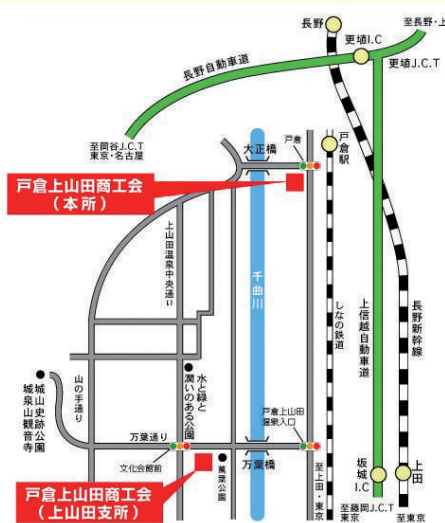 長野
至長野・上
更埴I.C
更埴J.C.T
長野自動車道
至岡谷J.C.T
東京・名古屋
大正橋
戸倉
戸倉駅
戸倉上山田商工会
(本所)
上山田温泉中央通り
千曲川
しなの鉄道
上信越自動車道
長野新幹線
山の手通り
城山史跡公園
城泉山観音寺
水と緑と
潤いのある公園
万葉通り
戸倉上山田
温泉入口
文化会館前
万葉橋
萬葉公園
戸倉上山田商工会
(上山田支所)
至上田・東京
坂城
I.C
上田
至藤岡J.C.T
東京
至東京